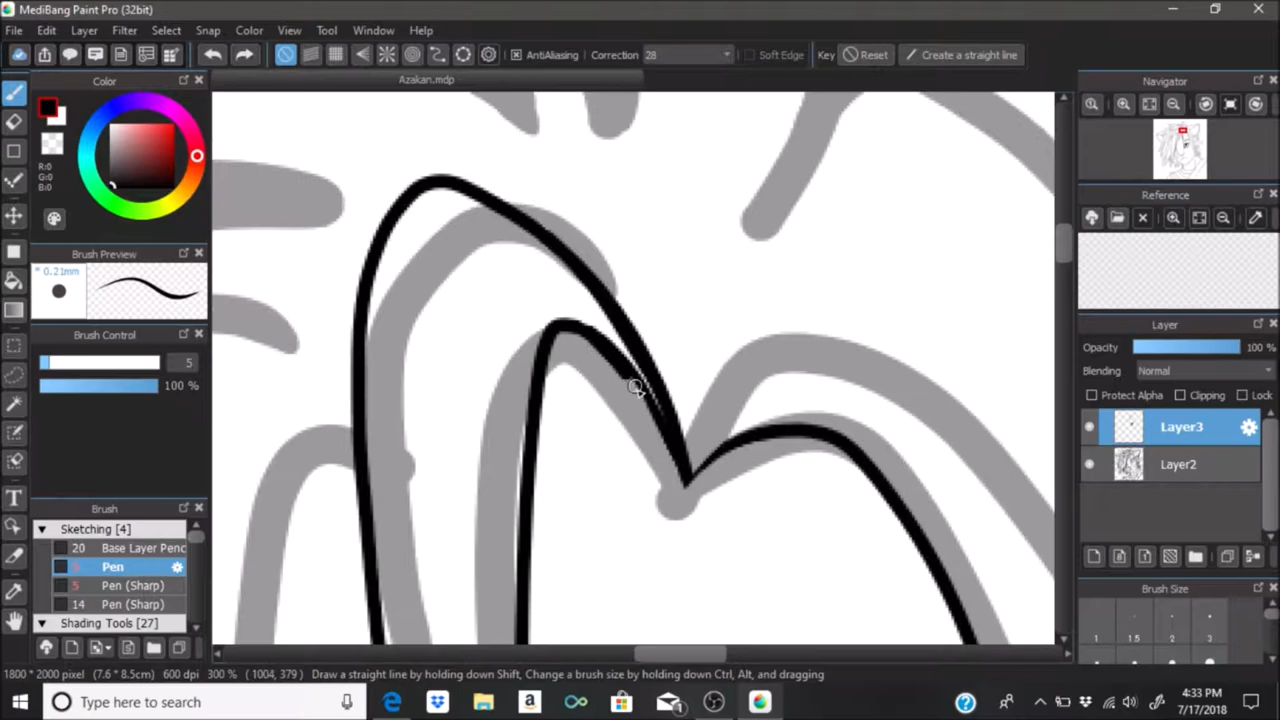 MediBang Paint Pro (32bit)
File Edit Layer Filter Select Snap Color View Tool Window Help
AntiAliasing Correction 28 Soft Edge Key Reset Create a straight line
Color
Azakan.mdp
Navigator
R:0
G:0
B:0
Reference
Brush Preview
* 0.21mm
Brush Control
5
100 %
Layer
Opacity 100 %
Blending Normal
Protect Alpha Clipping Lock
Layer3
Layer2
Brush
Sketching [4]
20 Base Layer Penc
5 Pen
5 Pen (Sharp)
14 Pen (Sharp)
Shading Tools [27]
Brush Size
1 1.5 2 3
1800 * 2000 pixel (7.6 * 8.5cm) 600 dpi 300 % ( 1004, 379 ) Draw a straight line by holding down Shift, Change a brush size by holding down Ctrl, Alt, and dragging
Type here to search
4:33 PM
7/17/2018